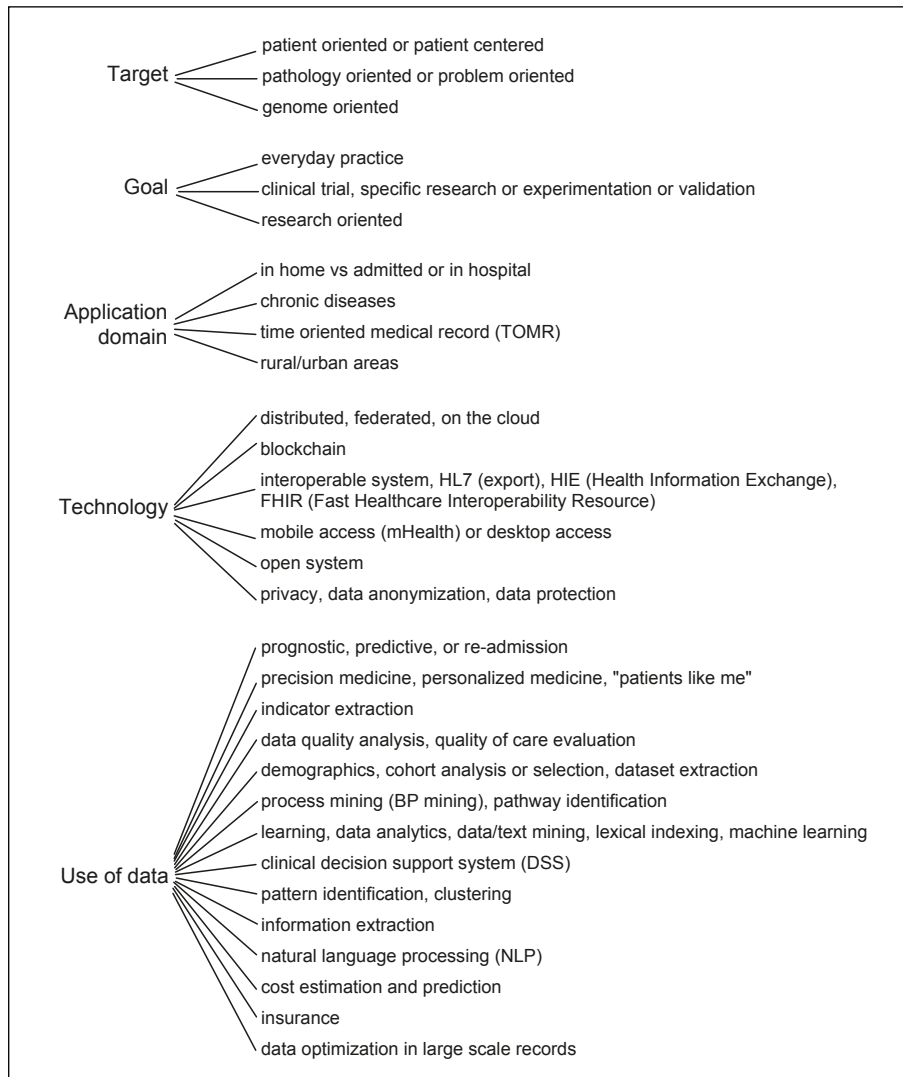 Target
patient oriented or patient centered
pathology oriented or problem oriented
genome oriented
Goal
everyday practice
clinical trial, specific research or experimentation or validation
research oriented
Application
domain
in home vs admitted or in hospital
chronic diseases
time oriented medical record (TOMR)
rural/urban areas
Technology
distributed, federated, on the cloud
blockchain
interoperable system, HL7 (export), HIE (Health Information Exchange),
FHIR (Fast Healthcare Interoperability Resource)
mobile access (mHealth) or desktop access
open system
privacy, data anonymization, data protection
Use of data
prognostic, predictive, or re-admission
precision medicine, personalized medicine, "patients like me"
indicator extraction
data quality analysis, quality of care evaluation
demographics, cohort analysis or selection, dataset extraction
process mining (BP mining), pathway identification
learning, data analytics, data/text mining, lexical indexing, machine learning
clinical decision support system (DSS)
pattern identification, clustering
information extraction
natural language processing (NLP)
cost estimation and prediction
insurance
data optimization in large scale records